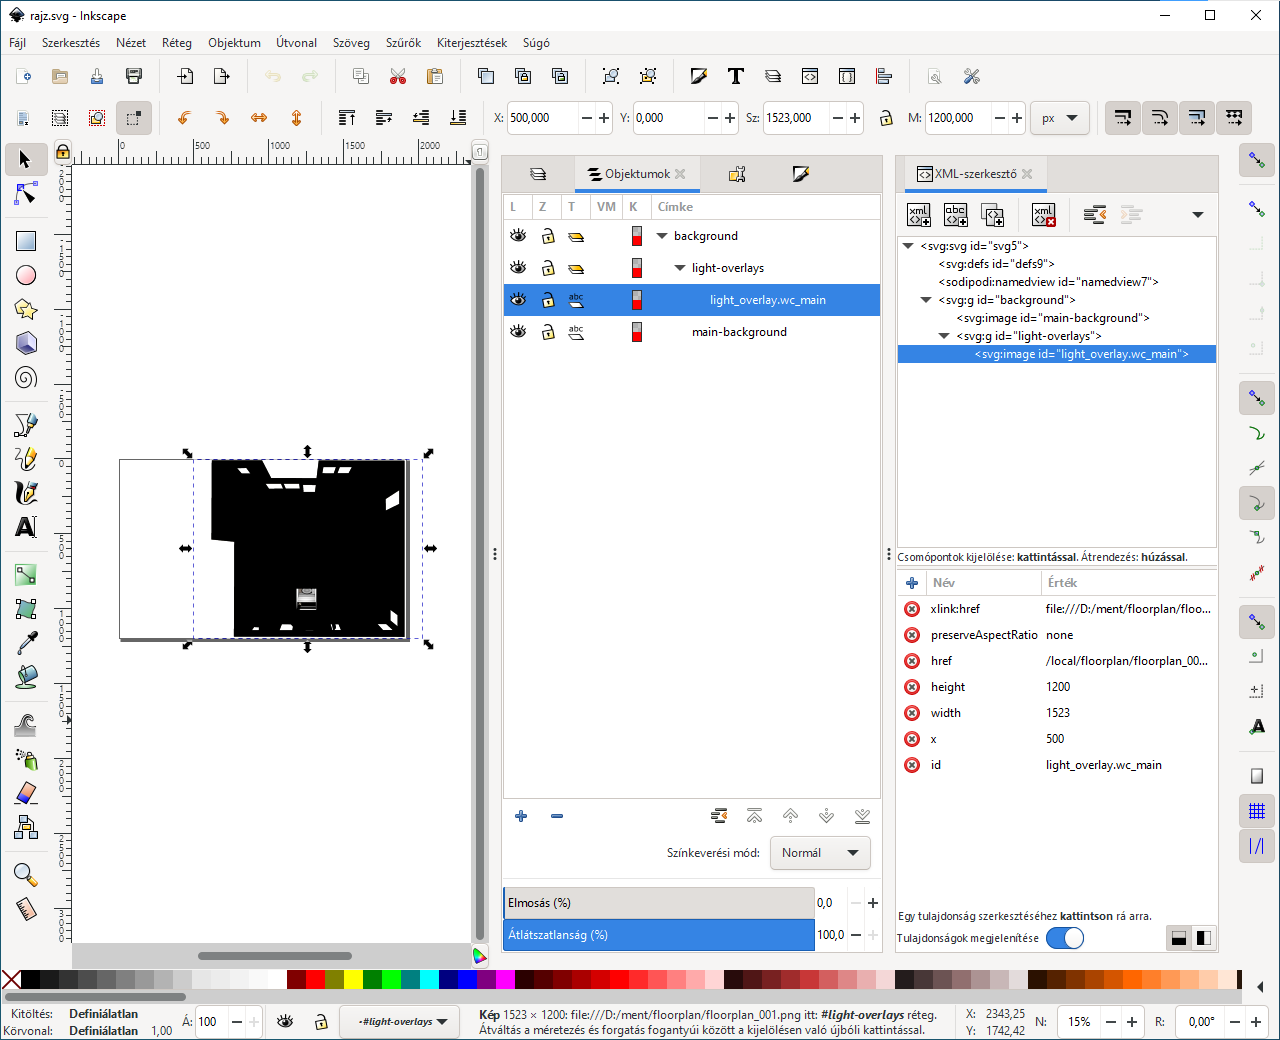 rajz.svg - Inkscape
Fájl Szerkesztés Nézet Réteg Objektum Útvonal Szöveg Szűrők Kiterjesztések Súgó
X: 500,000 Y: 0,000 Sz: 1523,000 M: 1200,000 px
0 500 1000 1500 2000
Objektumok
XML-szerkesztő
L Z T VM K Címke
background
light-overlays
abc light_overlay.wc_main
abc main-background
xml abc xml
<svg:svg id="svg5">
<svg:defs id="defs9">
<sodipodi:namedview id="namedview7">
<svg:g id="background">
<svg:image id="main-background">
<svg:g id="light-overlays">
<svg:image id="light_overlay.wc_main">
Csomópontok kijelölése: kattintással. Átrendezés: húzással.
Név Érték
xlink:href file:///D:/ment/floorplan/floo...
preserveAspectRatio none
href /local/floorplan/floorplan_00...
height 1200
width 1523
x 500
id light_overlay.wc_main
Színkeverési mód: Normál
Elmosás (%) 0,0
Átlátszatlanság (%) 100,0
Egy tulajdonság szerkesztéséhez kattintson rá arra.
Tulajdonságok megjelenítése
Kitöltés: Definiálatlan
Körvonal: Definiálatlan 1,00
Á: 100
•#light-overlays
Kép 1523 × 1200: file:///D:/ment/floorplan/floorplan_001.png itt: #light-overlays réteg.
Átváltás a méretezés és forgatás fogantyúi között a kijelölésen való újbóli kattintással.
X: 2343,25
Y: 1742,42
N: 15%
R: 0,00°